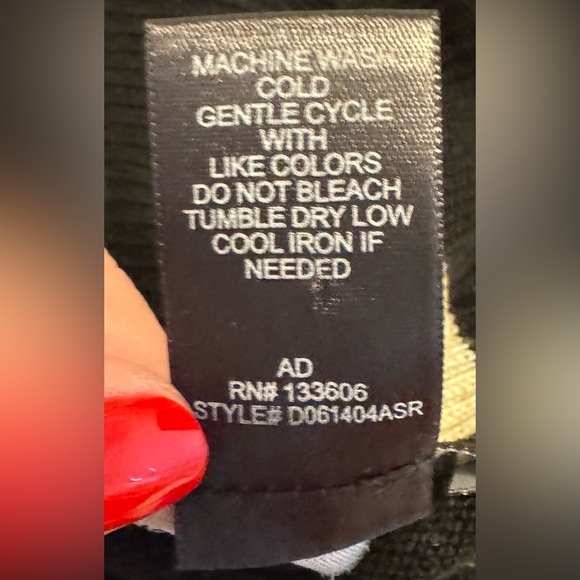 MACHINE WASH
COLD
GENTLE CYCLE
WITH
LIKE COLORS
DO NOT BLEACH
TUMBLE DRY LOW
COOL IRON IF
NEEDED
AD
RN# 133606
STYLE# D061404ASR